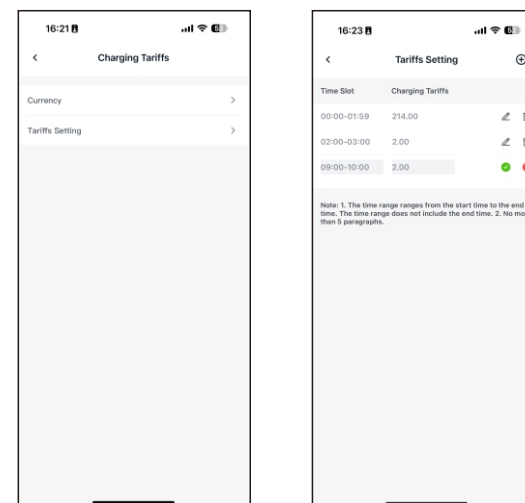 16:21
Charging Tariffs
Currency
Tariffs Setting
16:23
Tariffs Setting
Time Slot Charging Tariffs
00:00-01:59 214.00
02:00-03:00 2.00
09:00-10:00 2.00
Note: 1. The time range ranges from the start time to the end
time. The time range does not include the end time. 2. No mo
than 5 paragraphs.